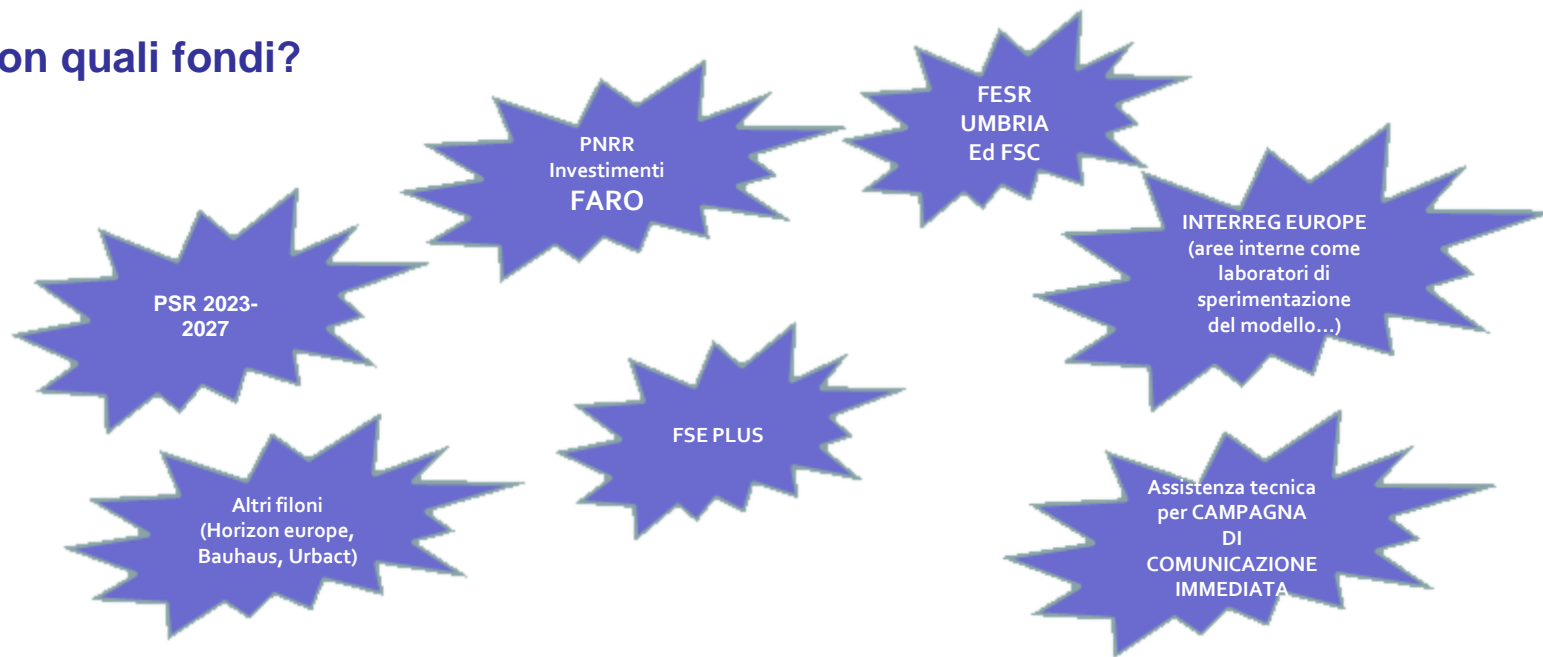 on quali fondi?
FESR
UMBRIA
Ed FSC
PNRR
Investimenti
FARO
INTERREG EUROPE
(aree interne come
laboratori di
sperimentazione
del modello...)
PSR 2023-
2027
FSE PLUS
Altri filoni
(Horizon europe,
Bauhaus, Urbact)
Assistenza tecnica
per CAMPAGNA
DI
COMUNICAZIONE
IMMEDIATA